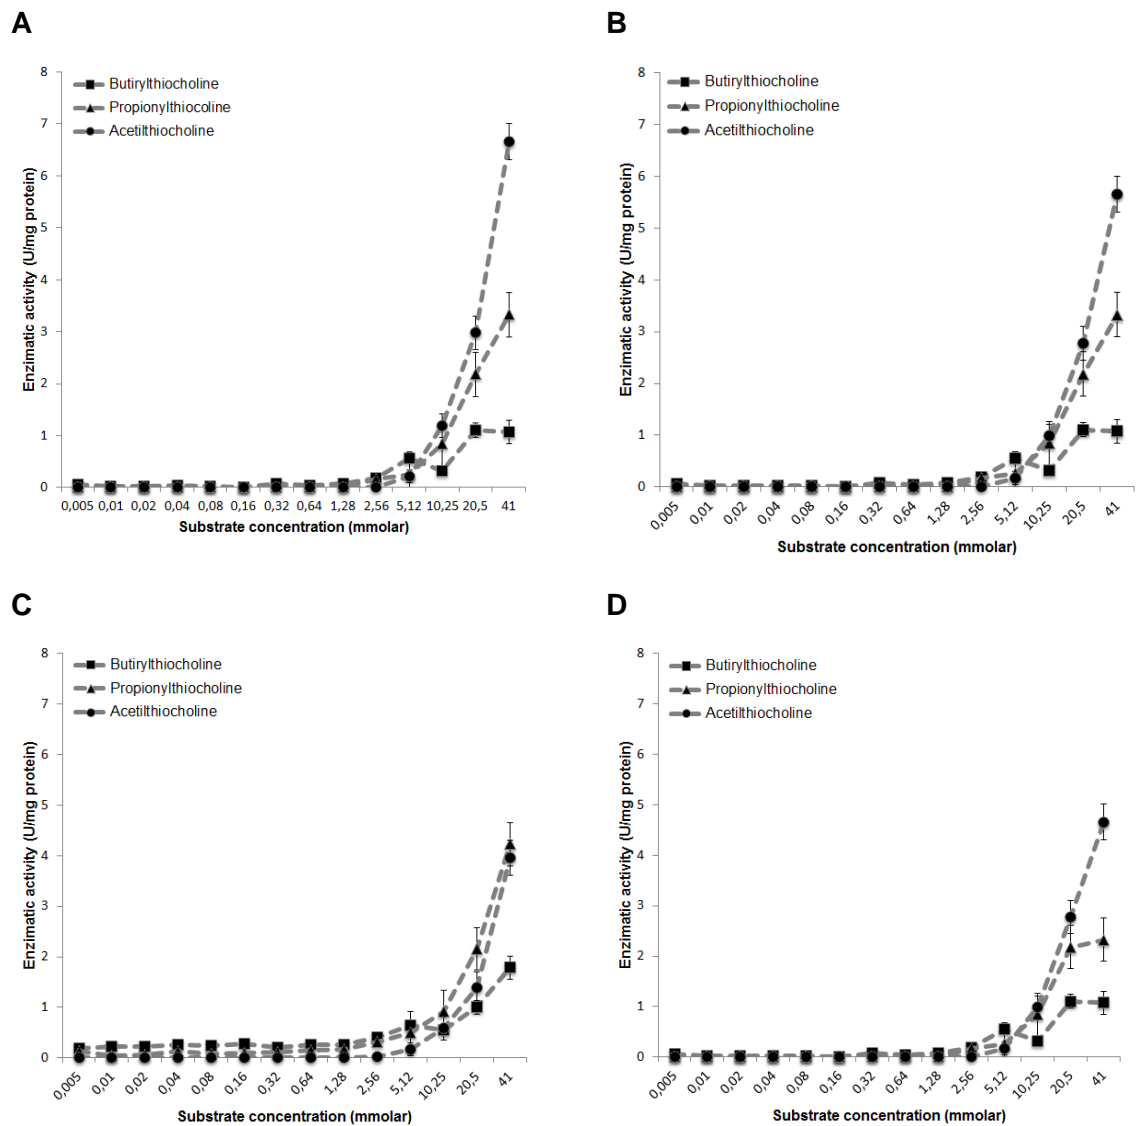 A
8
7
6
5
4
3
2
1
0
Enzimatic activity (U/mg protein)
Butirylthiocholine
Propionylthiocoline
Acetilthiocholine
0,005 0,01 0,02 0,04 0,08 0,16 0,32 0,64 1,28 2,56 5,12 10,25 20,5 41
Substrate concentration (mmolar)
B
8
7
6
5
4
3
2
1
0
Enzimatic activity (U/mg protein)
Butirylthiocholine
Propionylthiocholine
Acetilthiocholine
0,005 0,01 0,02 0,04 0,08 0,16 0,32 0,64 1,28 2,56 5,12 10,25 20,5 41
Substrate concentration (mmolar)
C
8
7
6
5
4
3
2
1
0
Enzimatic activity (U/mg protein)
Butirylthiocholine
Propionylthiocholine
Acetilthiocholine
0,005 0,01 0,02 0,04 0,08 0,16 0,32 0,64 1,28 2,56 5,12 10,25 20,5 41
Substrate concentration (mmolar)
D
8
7
6
5
4
3
2
1
0
Enzimatic activity (U/mg protein)
Butirylthiocholine
Propionylthiocholine
Acetilthiocholine
0,005 0,01 0,02 0,04 0,08 0,16 0,32 0,64 1,28 2,56 5,12 10,25 20,5 41
Substrate concentration (mmolar)